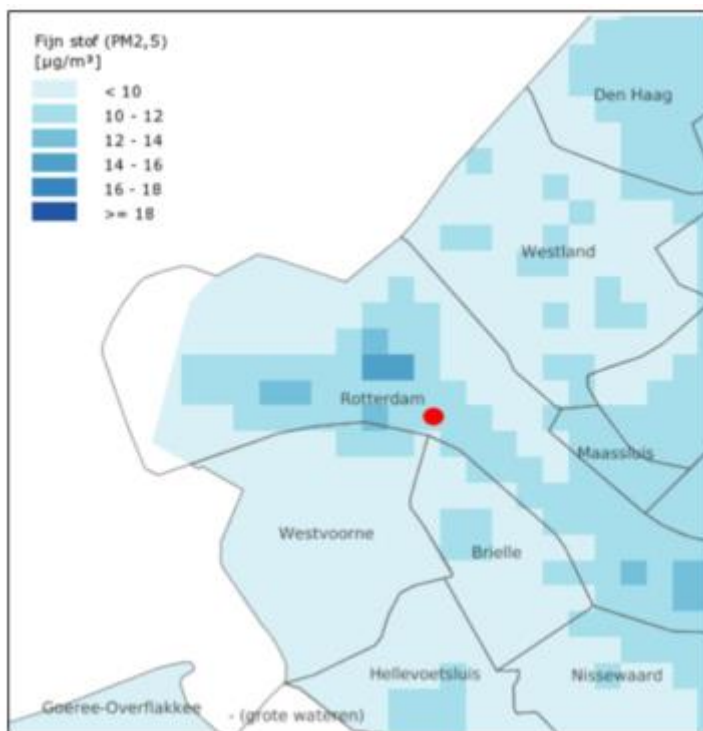 Fijn stof (PM2,5)
[µg/m³]
< 10
10 - 12
12 - 14
14 - 16
16 - 18
>= 18
Den Haag
Westland
Rotterdam
Maassluis
Westvoorne
Brielle
Hellevoetsluis
Nissewaard
Goeree-Overflakkee
- (grote wateren)